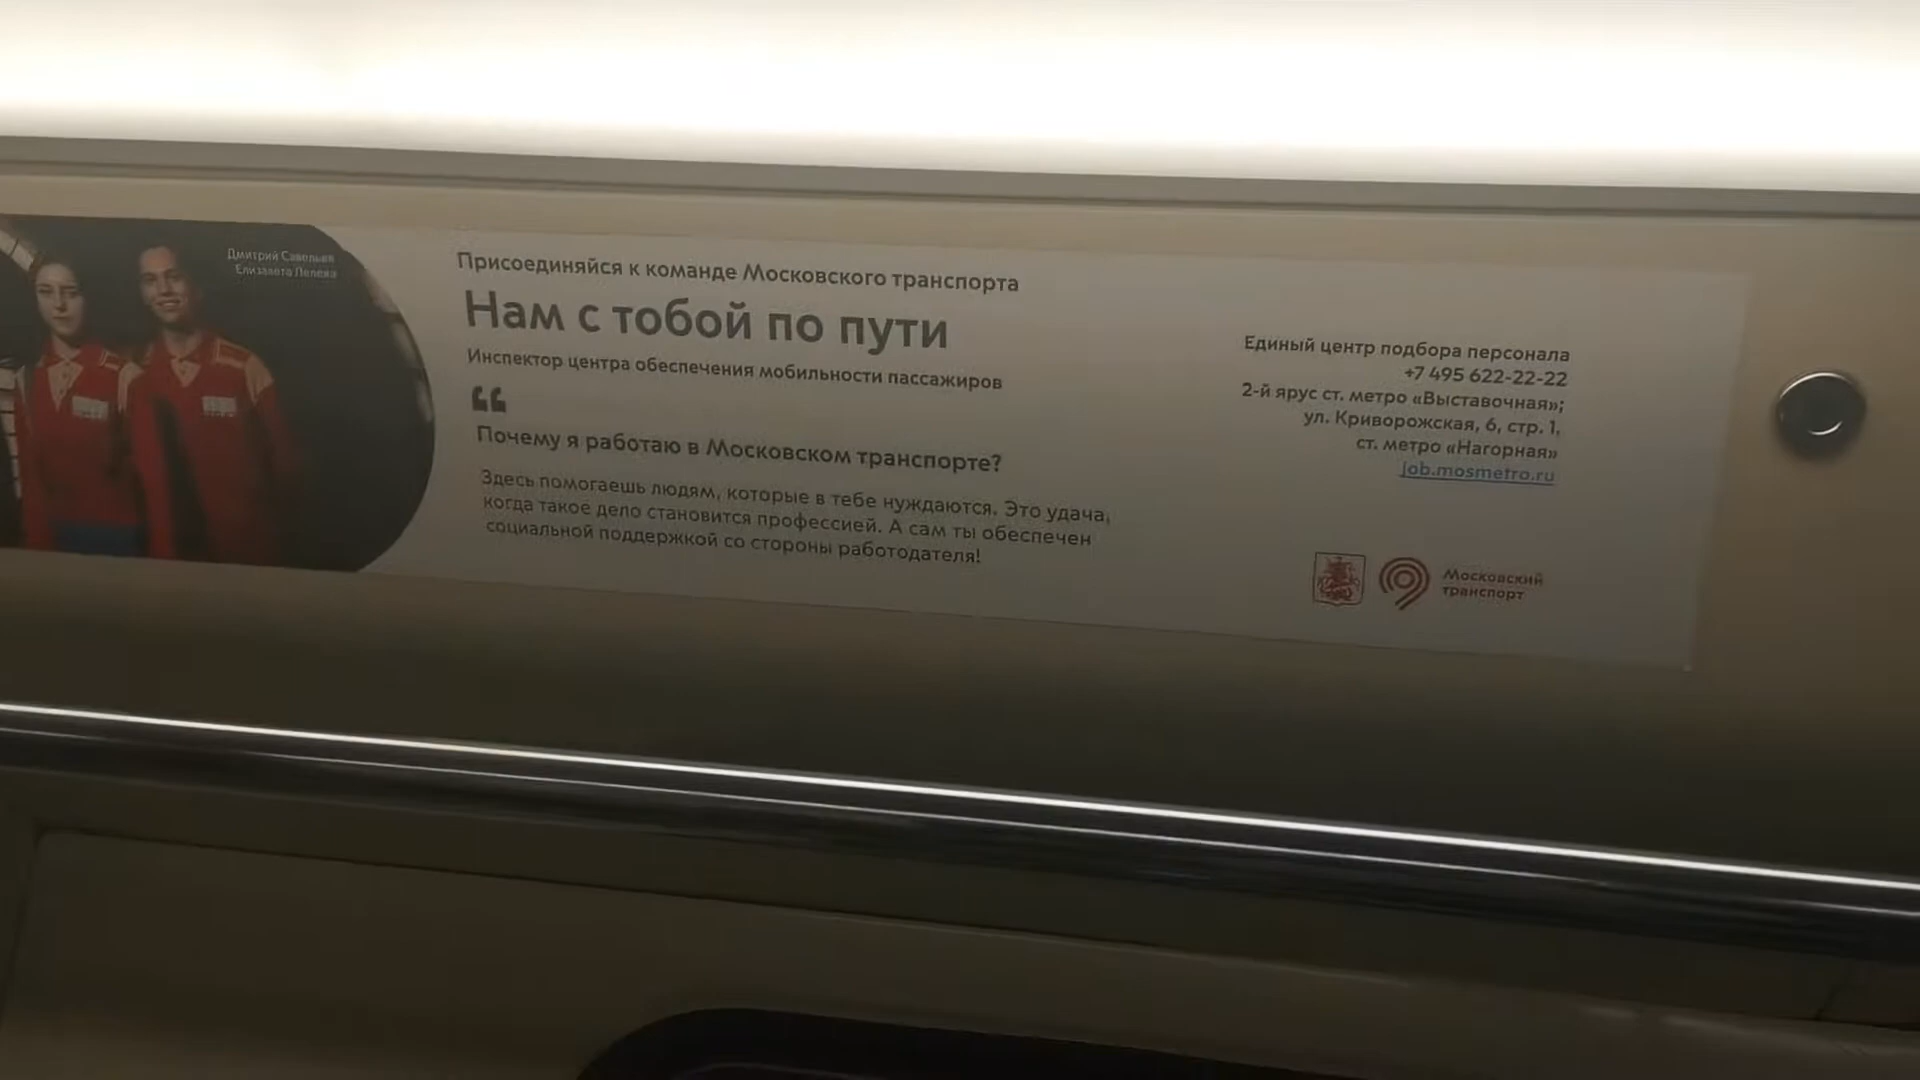 Дмитрий Савельев
Елизавета
Присоединяйся к команде Московского транспорта
Нам с тобой по пути
Инспектор центра обеспечения мобильности пассажиров
“
Почему я работаю в Московском транспорте?
Здесь помогаешь людям, которые в тебе нуждаются. Это удача,
когда такое дело становится профессией. А сам ты обеспечен
социальной поддержкой со стороны работодателя!
Единый центр подбора персонала
+7 495 622-22-22
2-й ярус ст. метро «Выставочная»;
ул. Криворожская, 6, стр. 1,
ст. метро «Нагорная»
job.mosmetro.ru
Московский
транспорт